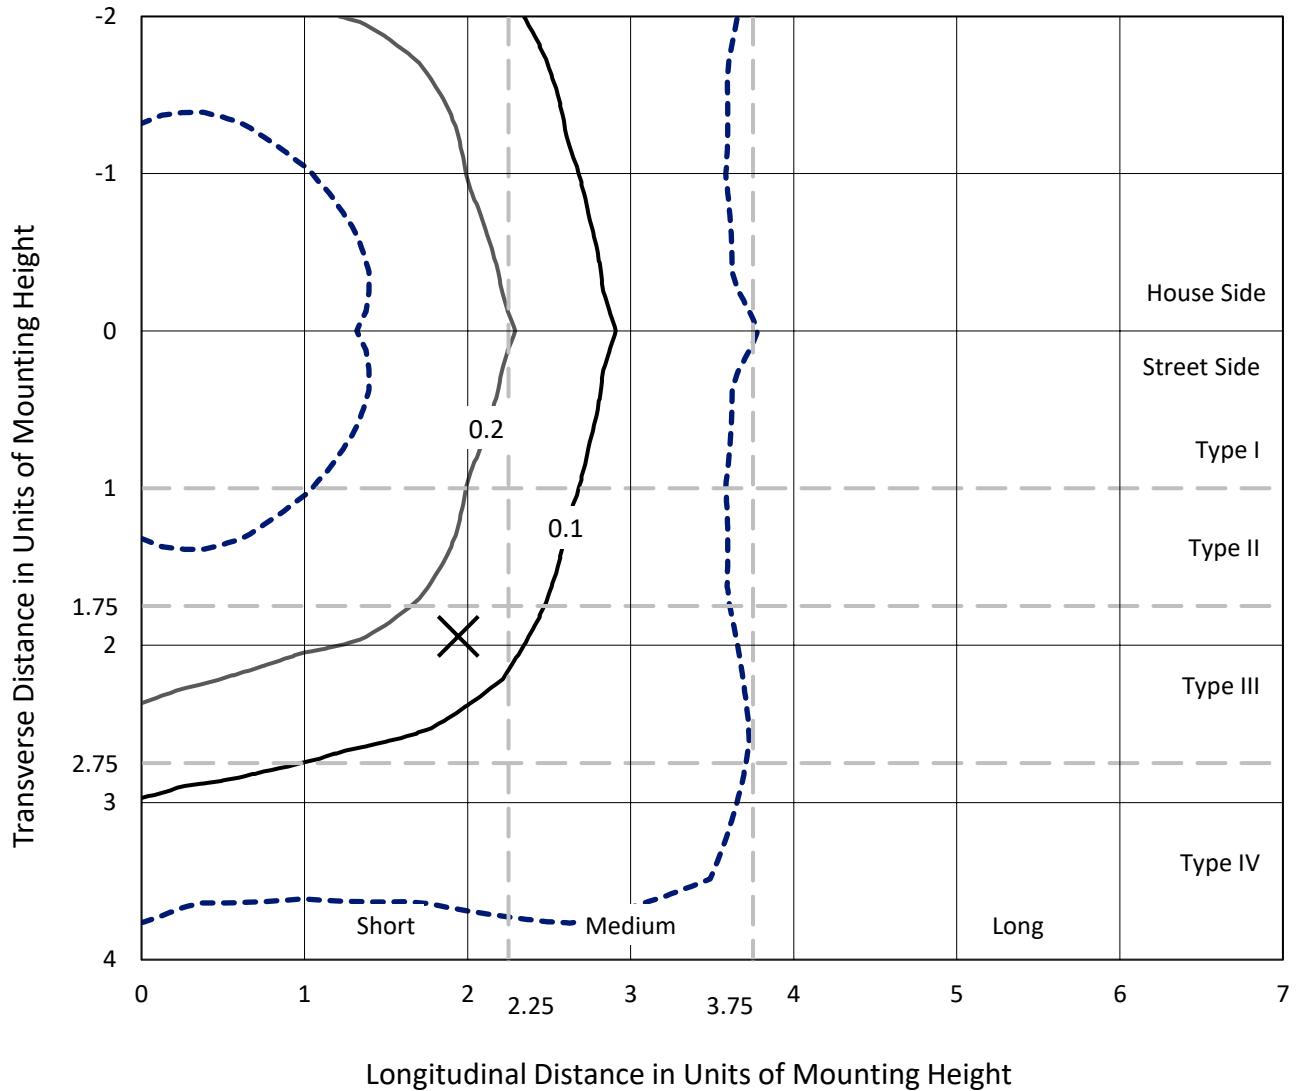 -2
-1
House Side
0
Street Side
0.2
Type I
1
0.1
Type II
1.75
2
Type III
2.75
3
Type IV
Short
Medium
Long
4
0
1
2
2.25
3
3.75
4
5
6
7
Transverse Distance in Units of Mounting Height
Longitudinal Distance in Units of Mounting Height